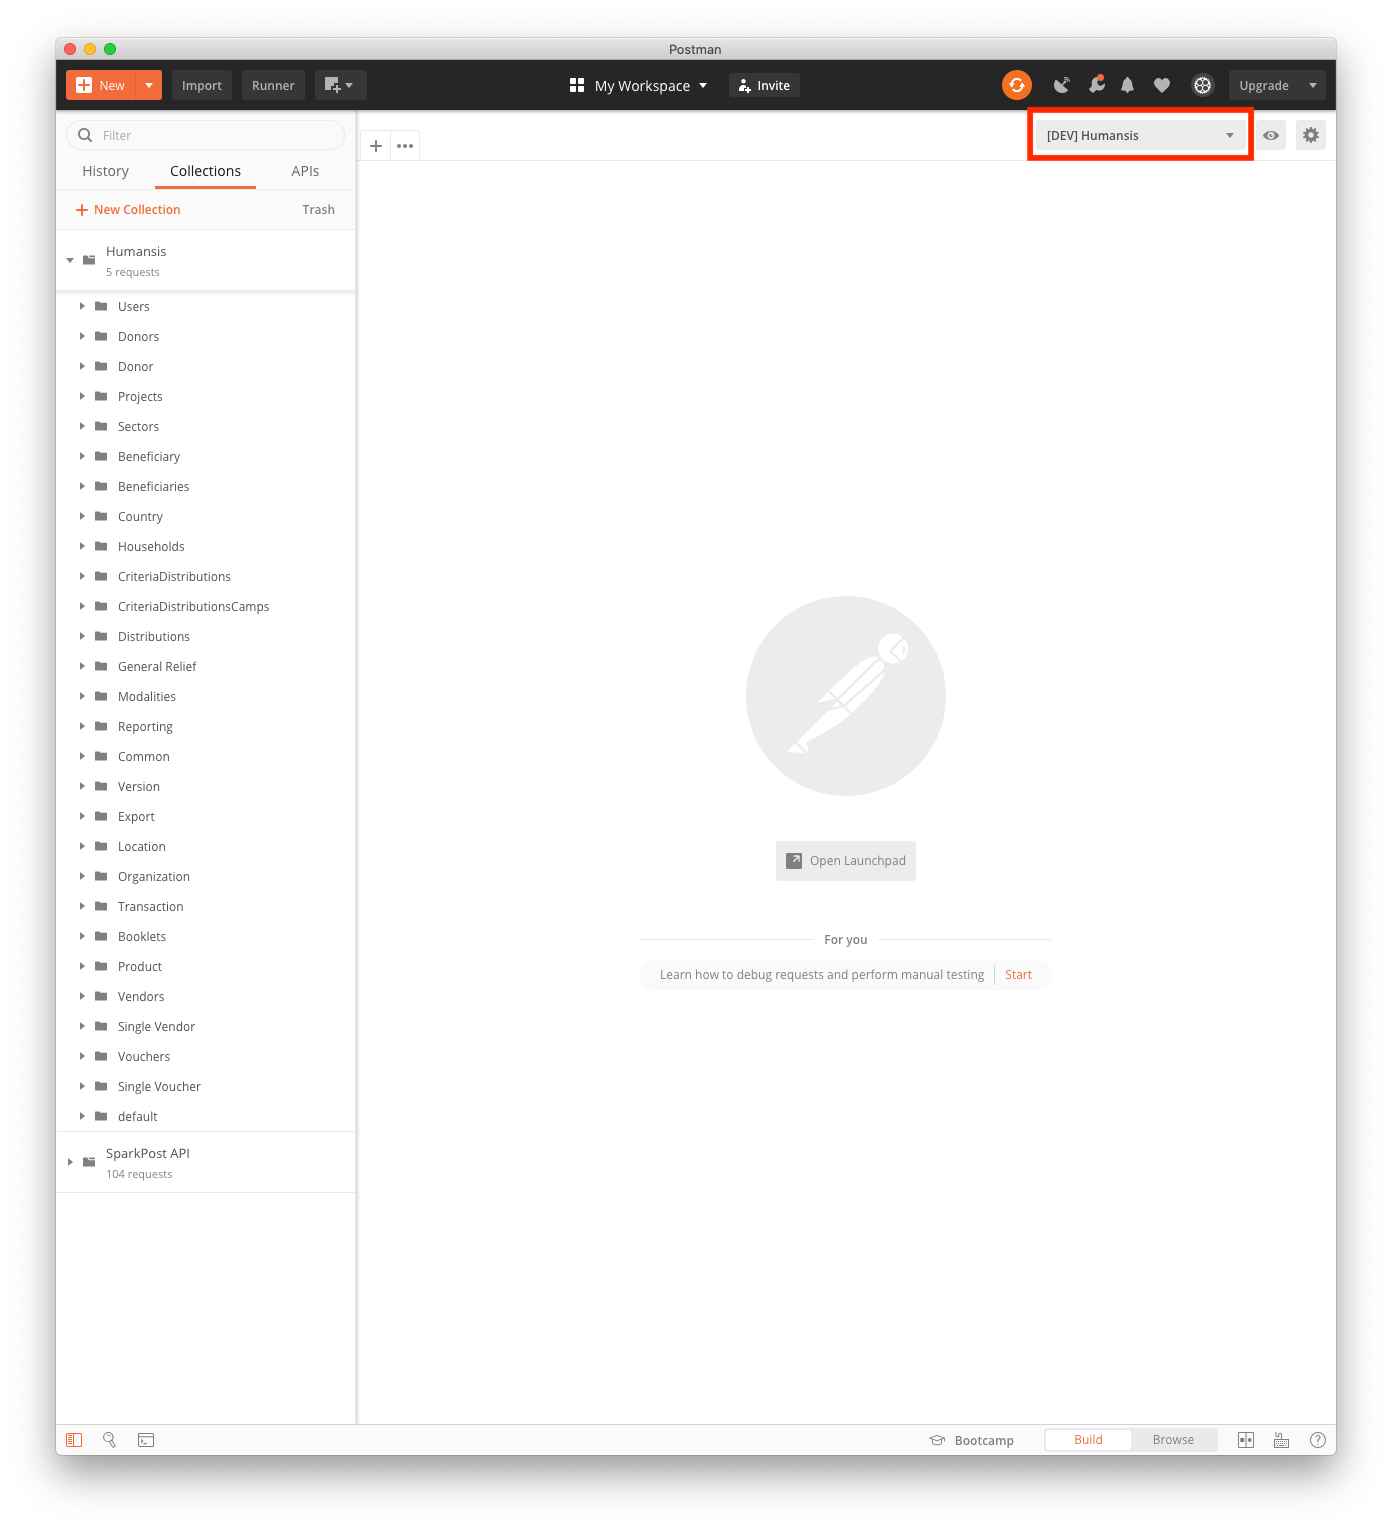 Postman
New
Import
Runner
My Workspace
Invite
Upgrade
Filter
[DEV] Humansis
History
Collections
APIs
New Collection
Trash
Humansis
5 requests
Users
Donors
Donor
Projects
Sectors
Beneficiary
Beneficiaries
Country
Households
CriteriaDistributions
CriteriaDistributionsCamps
Distributions
General Relief
Modalities
Reporting
Common
Version
Export
Location
Organization
Transaction
Booklets
Product
Vendors
Single Vendor
Vouchers
Single Voucher
default
SparkPost API
104 requests
Open Launchpad
For you
Learn how to debug requests and perform manual testing
Start
Bootcamp
Build
Browse